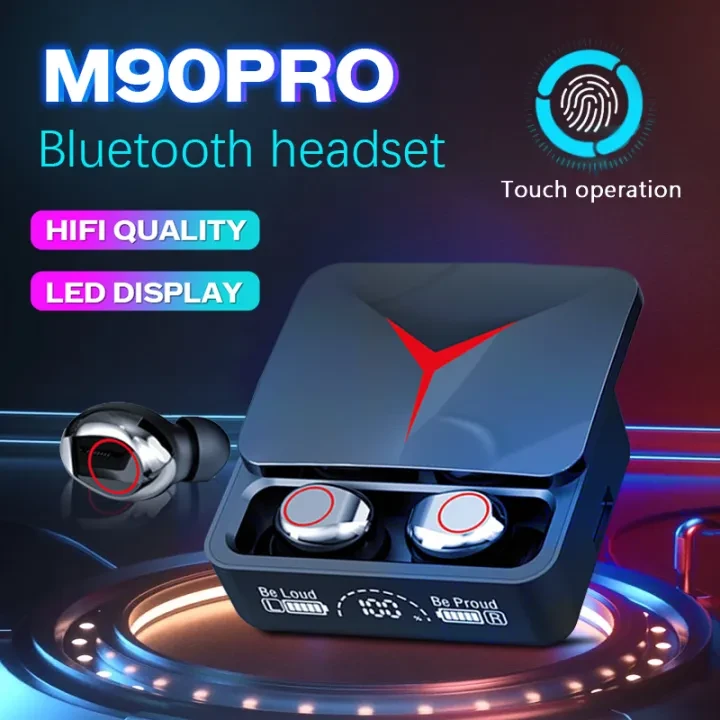 M90PRO
Bluetooth headset
Touch operation
HIFI QUALITY
LED DISPLAY
Be Loud
Be Proud
L
100
%
R